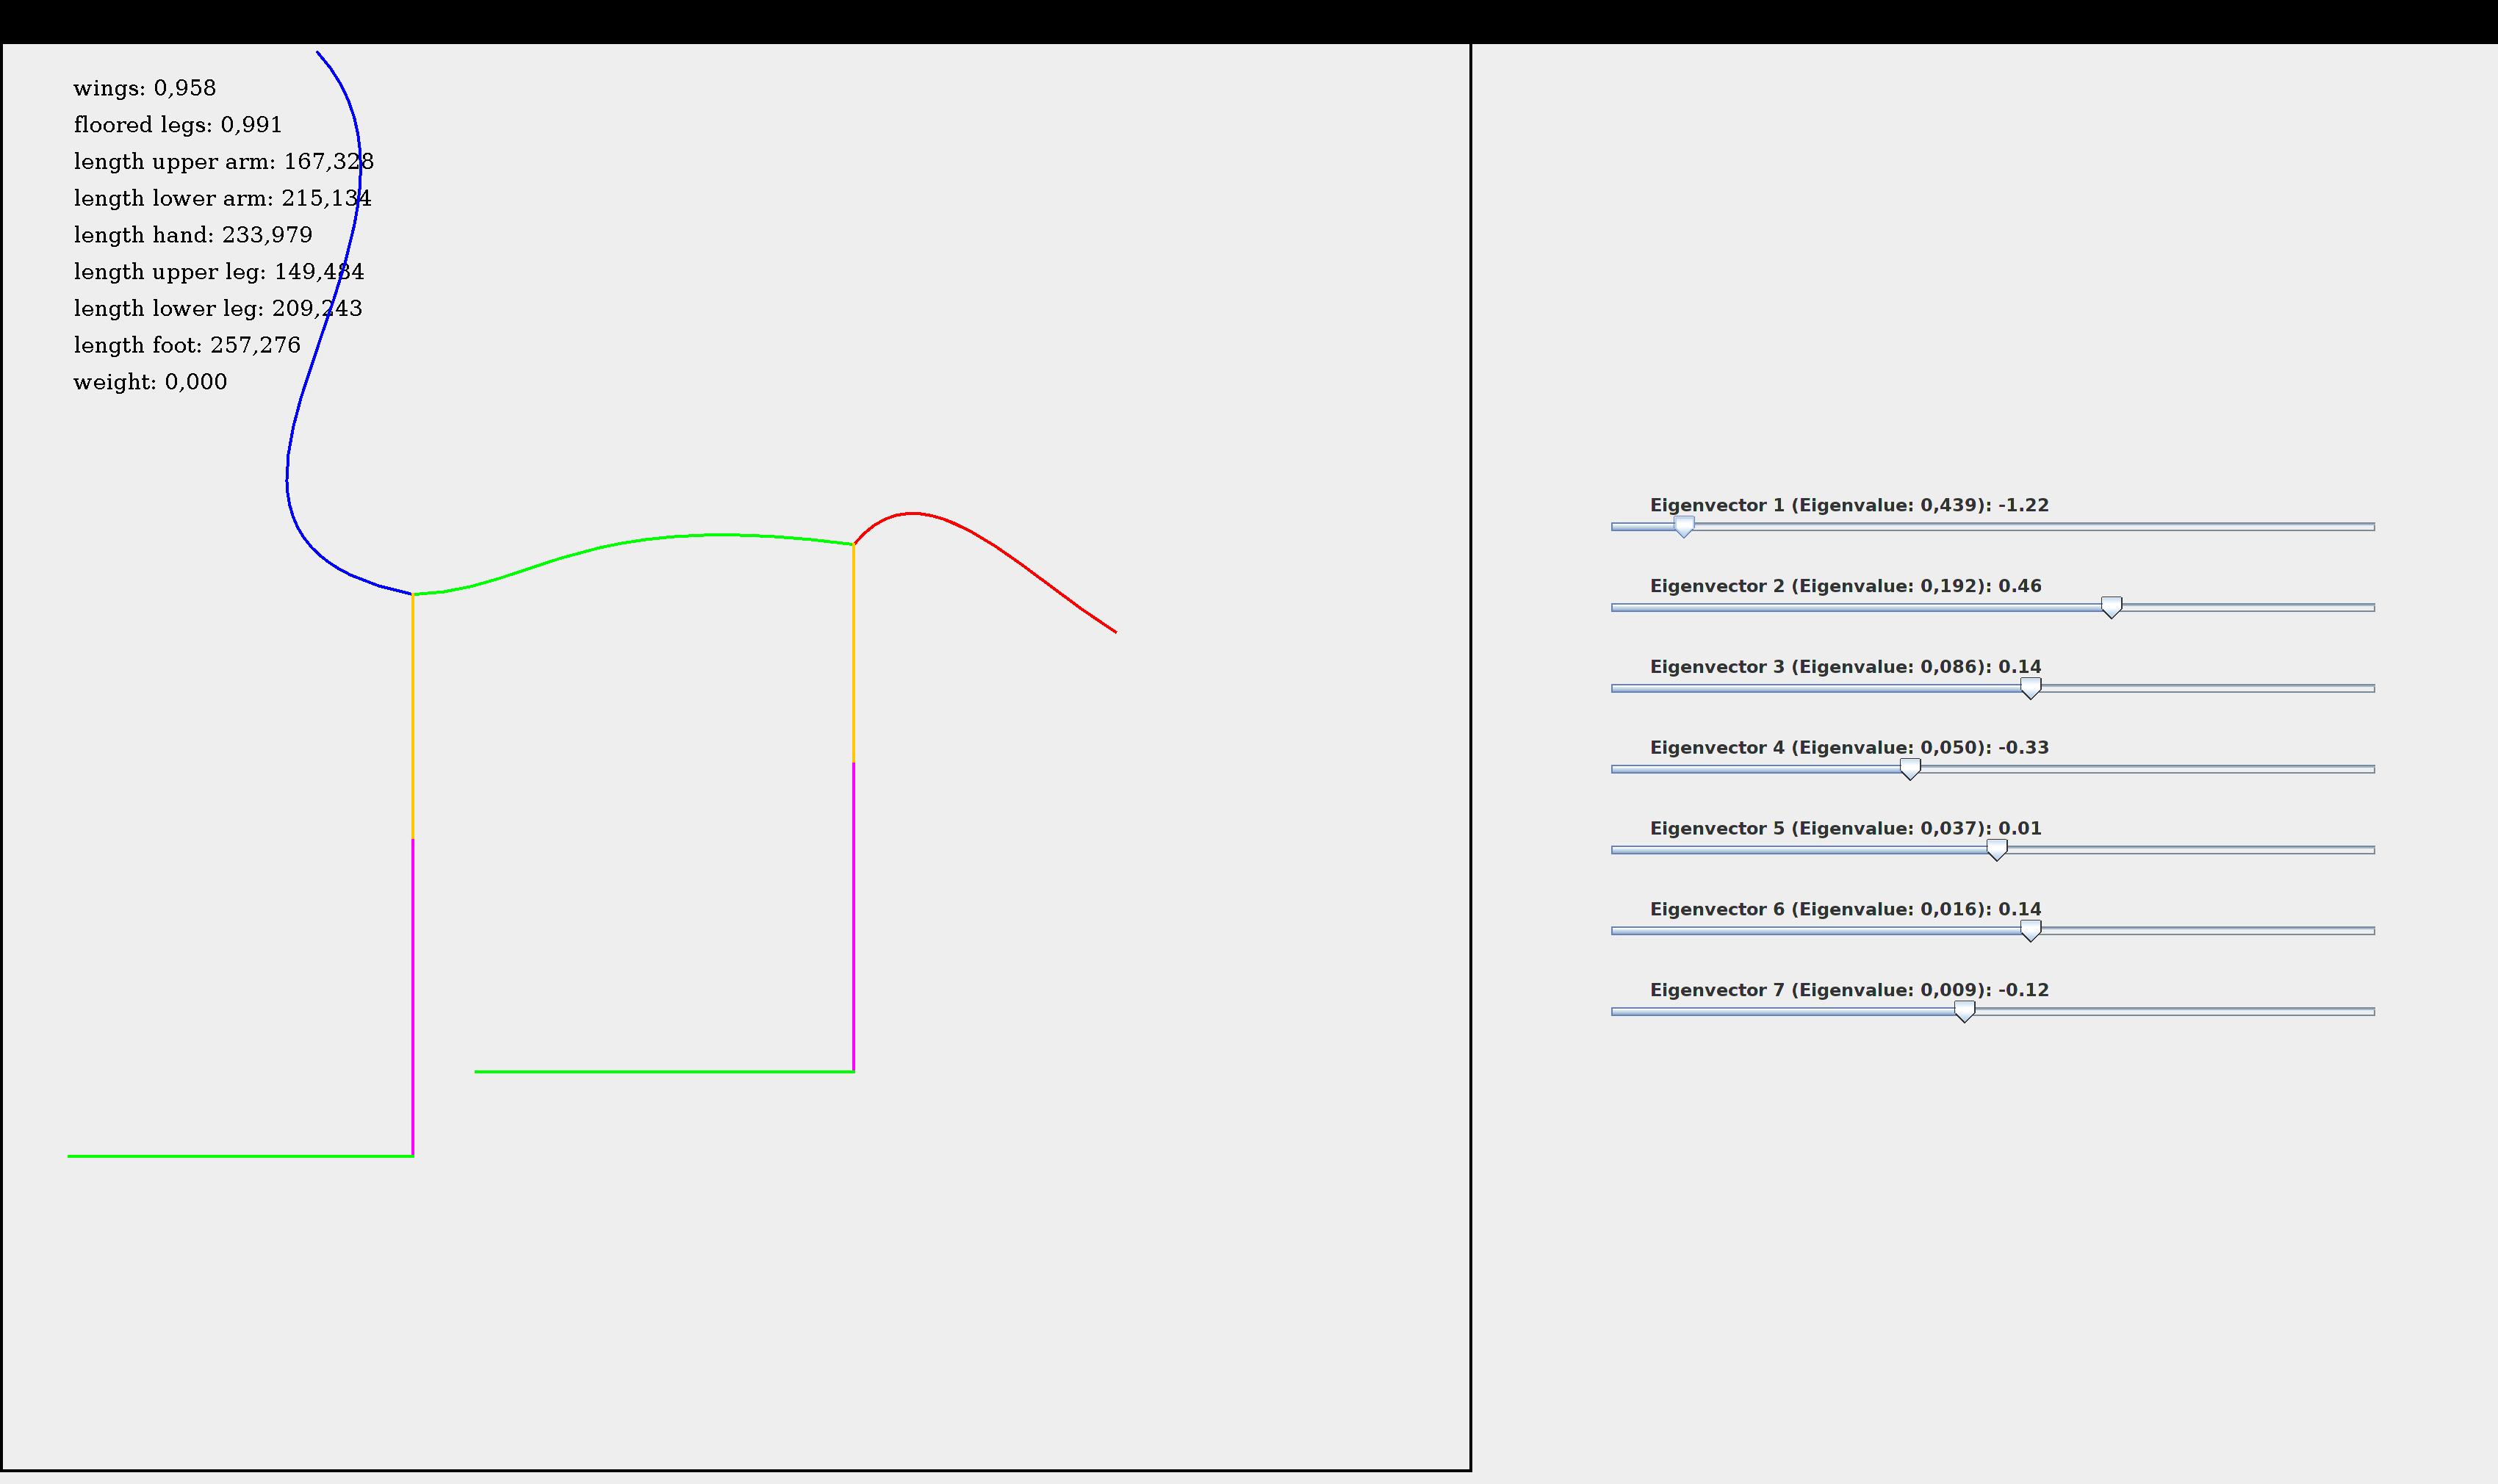 wings: 0,958
floored legs: 0,991
length upper arm: 167,328
length lower arm: 215,134
length hand: 233,979
length upper leg: 149,484
length lower leg: 209,243
length foot: 257,276
weight: 0,000
Eigenvector 1 (Eigenvalue: 0,439): -1.22
Eigenvector 2 (Eigenvalue: 0,192): 0.46
Eigenvector 3 (Eigenvalue: 0,086): 0.14
Eigenvector 4 (Eigenvalue: 0,050): -0.33
Eigenvector 5 (Eigenvalue: 0,037): 0.01
Eigenvector 6 (Eigenvalue: 0,016): 0.14
Eigenvector 7 (Eigenvalue: 0,009): -0.12